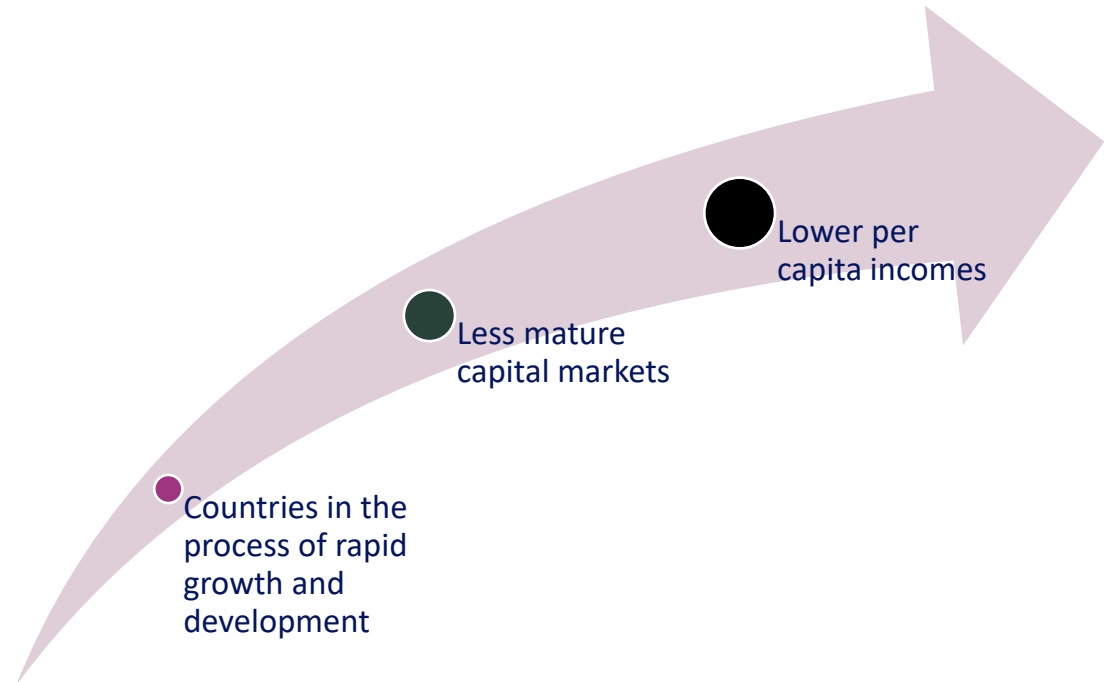 Lower per
capita incomes
Less mature
capital markets
Countries in the
process of rapid
growth and
development